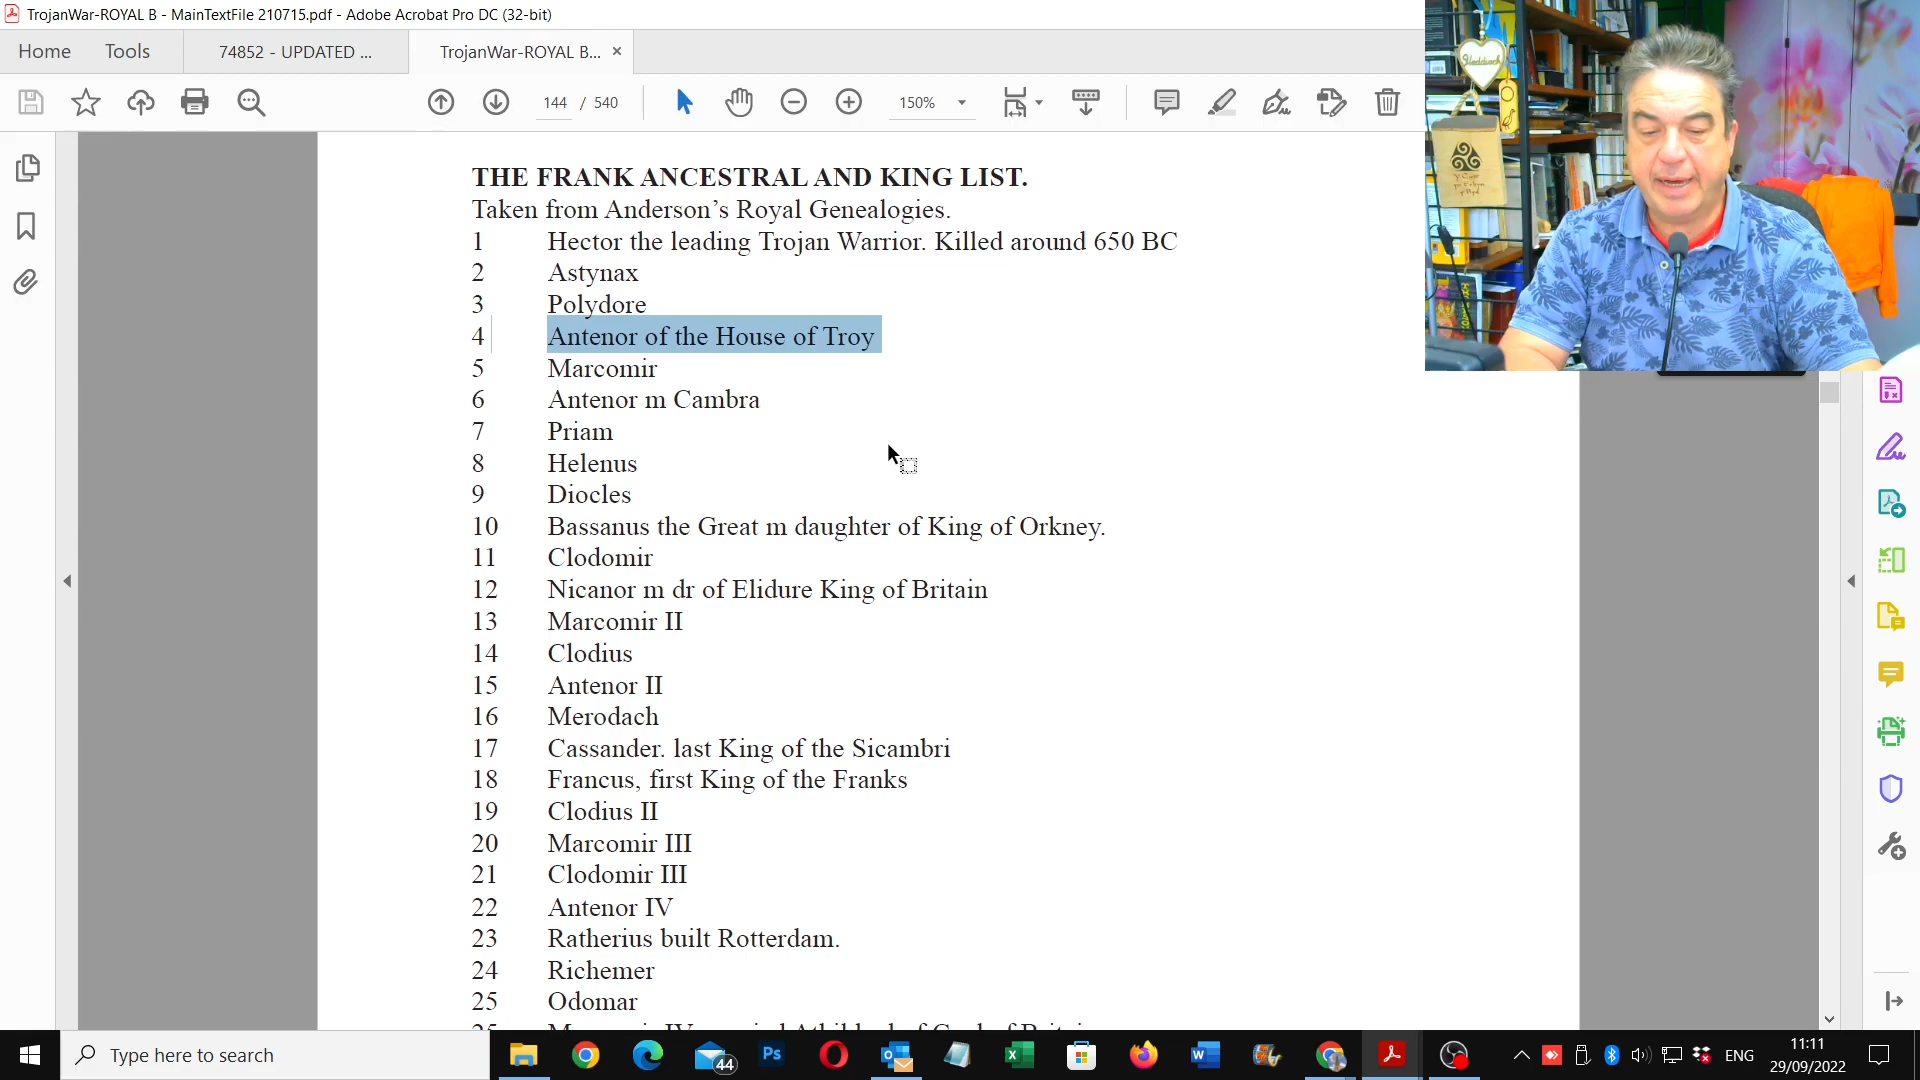 TrojanWar-ROYAL B - MainTextFile 210715.pdf - Adobe Acrobat Pro DC (32-bit)
Home Tools 74852 - UPDATED ... TrojanWar-ROYAL B... ×
144 / 540 150%
THE FRANK ANCESTRAL AND KING LIST.
Taken from Anderson’s Royal Genealogies.
1 Hector the leading Trojan Warrior. Killed around 650 BC
2 Astynax
3 Polydore
4 Antenor of the House of Troy
5 Marcomir
6 Antenor m Cambra
7 Priam
8 Helenus
9 Diocles
10 Bassanus the Great m daughter of King of Orkney.
11 Clodomir
12 Nicanor m dr of Elidure King of Britain
13 Marcomir II
14 Clodius
15 Antenor II
16 Merodach
17 Cassander. last King of the Sicambri
18 Francus, first King of the Franks
19 Clodius II
20 Marcomir III
21 Clodomir III
22 Antenor IV
23 Ratherius built Rotterdam.
24 Richemer
25 Odomar
Type here to search
44
Ps
ENG
11:11
29/09/2022